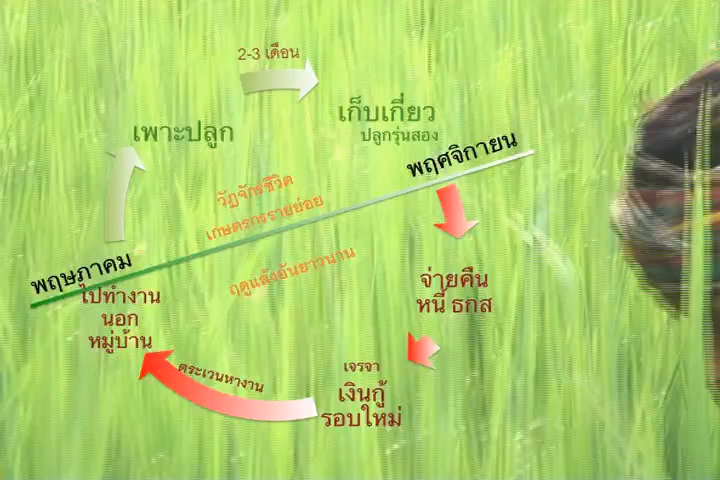 2-3 เดือน
เพาะปลูก
เก็บเกี่ยว
ปลูกรุ่นสอง
พฤศจิกายน
วัฏจักรชีวิต
เกษตรกรรายย่อย
พฤษภาคม
ฤดูแล้งอันยาวนาน
จ่ายคืน
หนี้ ธกส
ไปทำงาน
นอก
หมู่บ้าน
ตระเวนหางาน
เจรจา
เงินกู้
รอบใหม่